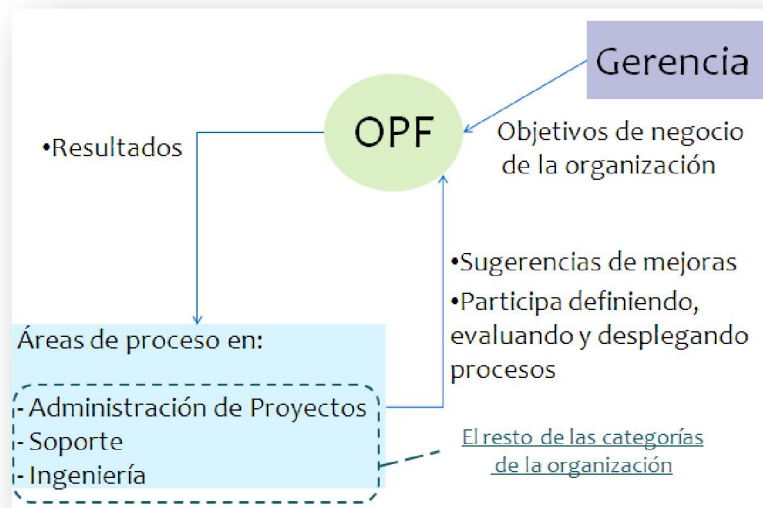 Gerencia
OPF
Objetivos de negocio
de la organización
•Resultados
•Sugerencias de mejoras
•Participa definiendo,
evaluando y desplegando
procesos
Áreas de proceso en:
- Administración de Proyectos
- Soporte
- Ingeniería
El resto de las categorías
de la organización